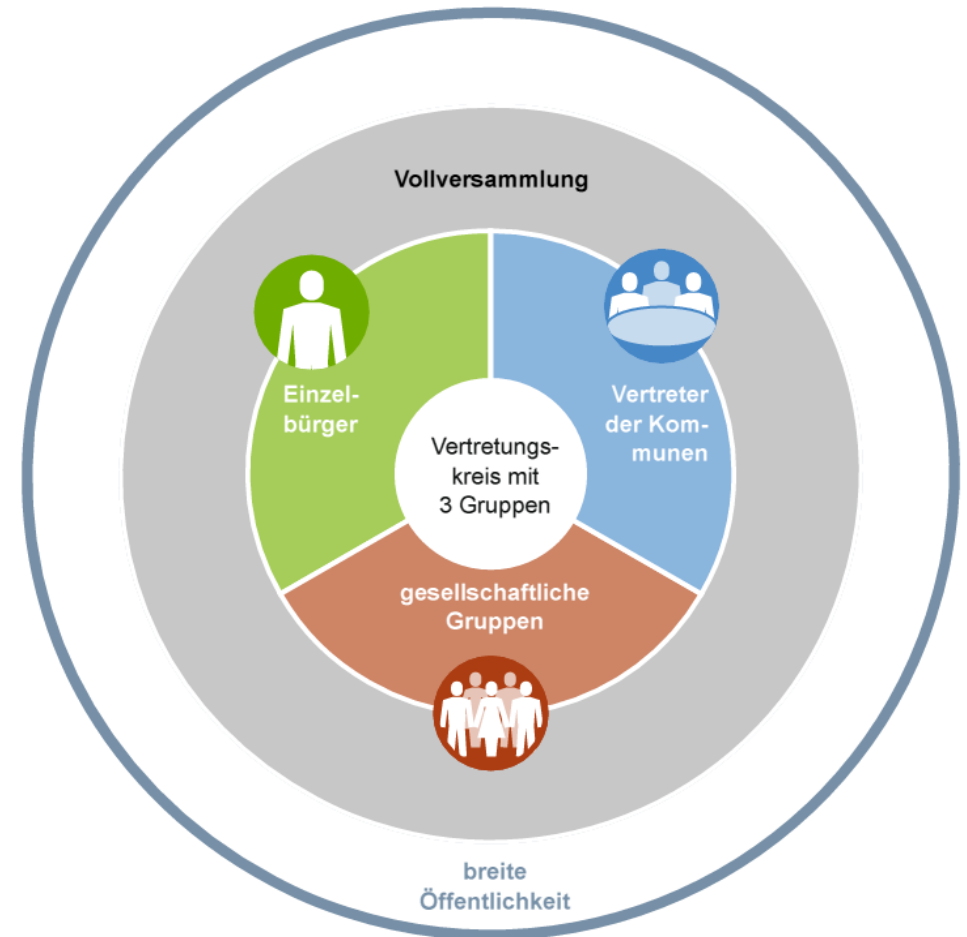 Vollversammlung
Einzel-
bürger
Vertreter
der Kom-
munen
Vertretungs-
kreis mit
3 Gruppen
gesellschaftliche
Gruppen
breite
Öffentlichkeit